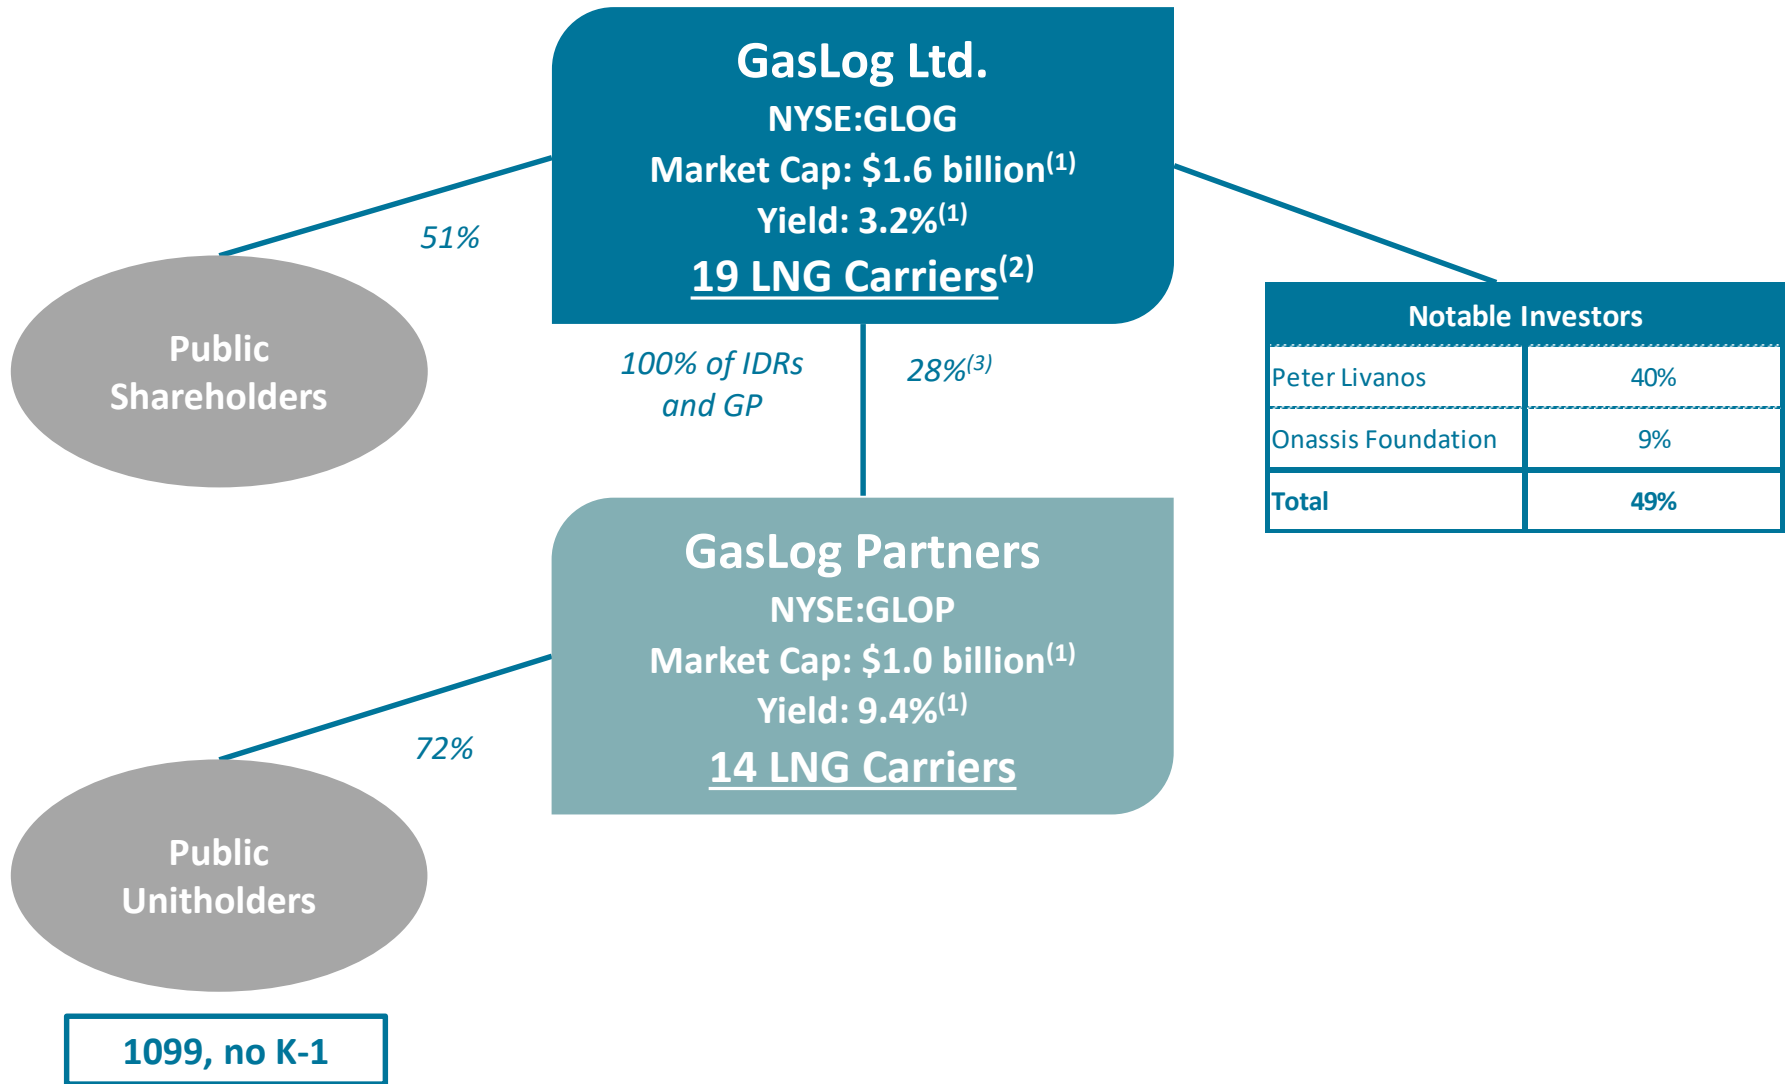 GasLog Ltd.
NYSE:GLOG
Market Cap: $1.6 billion(1)
Yield: 3.2%(1)
19 LNG Carriers(2)
51%
Public
Shareholders
100% of IDRs
and GP
28%(3)
Notable Investors
Peter Livanos 40%
Onassis Foundation 9%
Total 49%
GasLog Partners
NYSE:GLOP
Market Cap: $1.0 billion(1)
Yield: 9.4%(1)
14 LNG Carriers
72%
Public
Unitholders
1099, no K-1